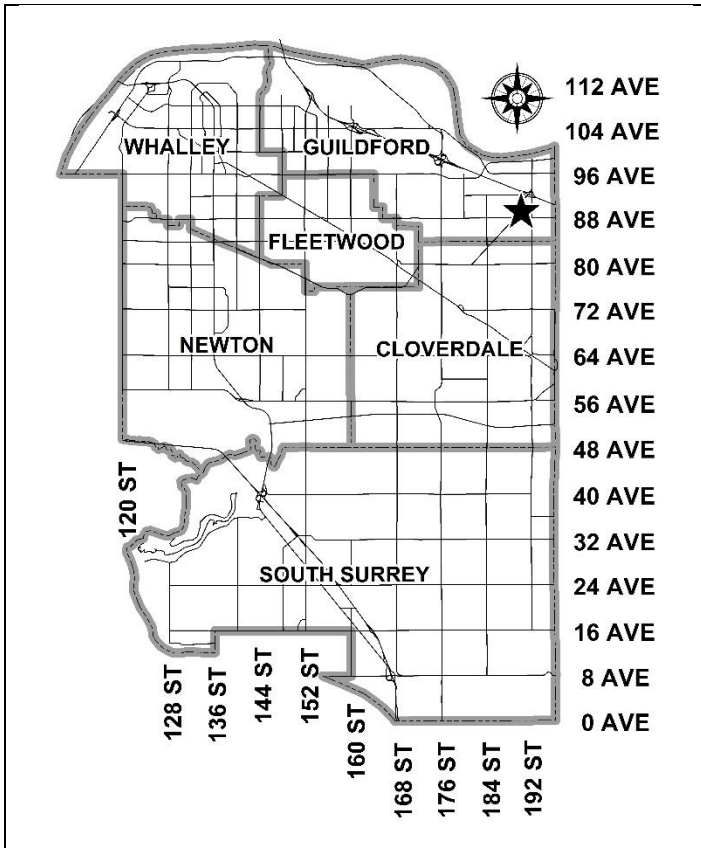 112 AVE
104 AVE
WHALLEY
GUILDFORD
96 AVE
88 AVE
FLEETWOOD
80 AVE
72 AVE
NEWTON
CLOVERDALE
64 AVE
56 AVE
48 AVE
120 ST
40 AVE
32 AVE
SOUTH SURREY
24 AVE
16 AVE
8 AVE
0 AVE
128 ST
136 ST
144 ST
152 ST
160 ST
168 ST
176 ST
184 ST
192 ST